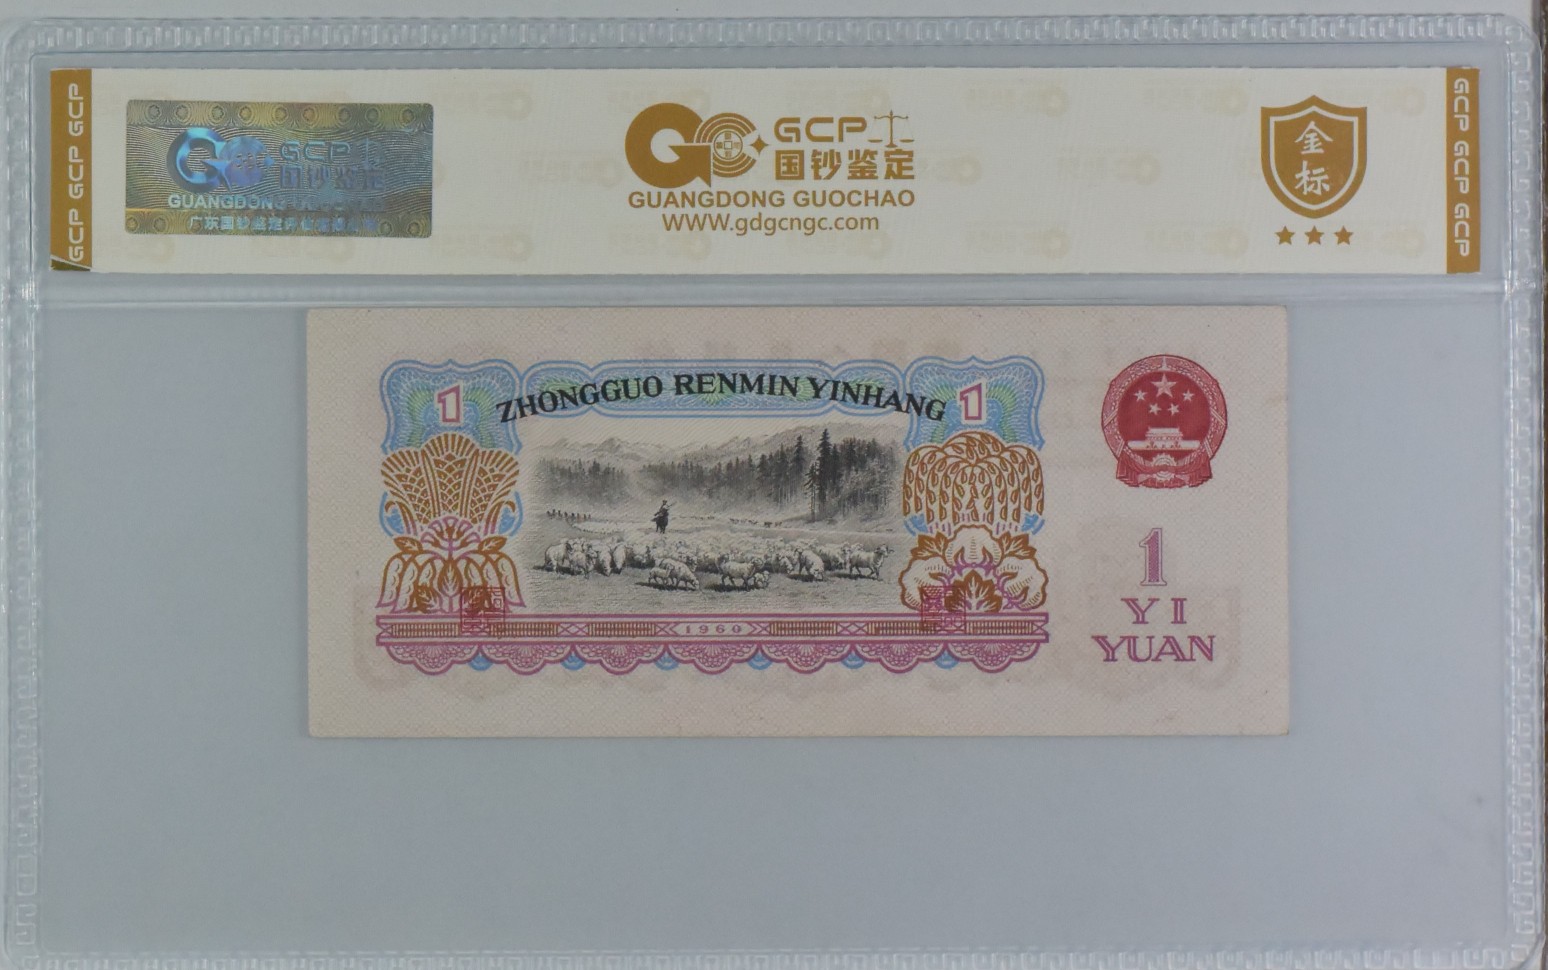 GCP GCP GCP
GCP
国钞鉴定
GUANGDONG GUOCHAO
GCP
国钞鉴定
GUANGDONG GUOCHAO
WWW.gdgcngc.com
金
标
GCP GCP GCP
ZHONGGUO RENMIN YINHANG
1
1
1960
1
YI
YUAN